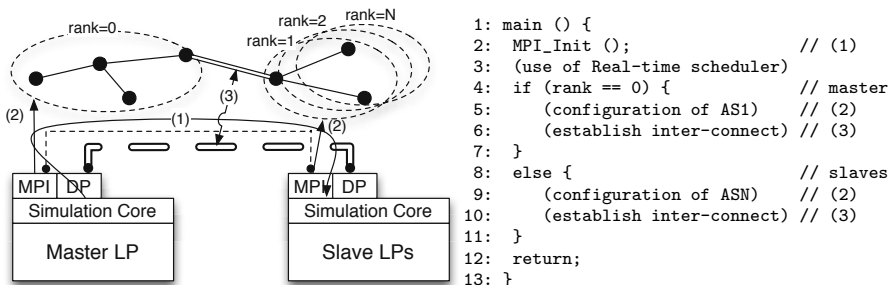 rank=0
rank=2
rank=N
rank=1
(3)
(2)
(1)
(2)
MPI
DP
MPI
DP
Simulation Core
Simulation Core
Master LP
Slave LPs
1: main () {
2: MPI_Init (); // (1)
3: (use of Real-time scheduler)
4: if (rank == 0) { // master
5: (configuration of AS1) // (2)
6: (establish inter-connect) // (3)
7: }
8: else { // slaves
9: (configuration of ASN) // (2)
10: (establish inter-connect) // (3)
11: }
12: return;
13: }